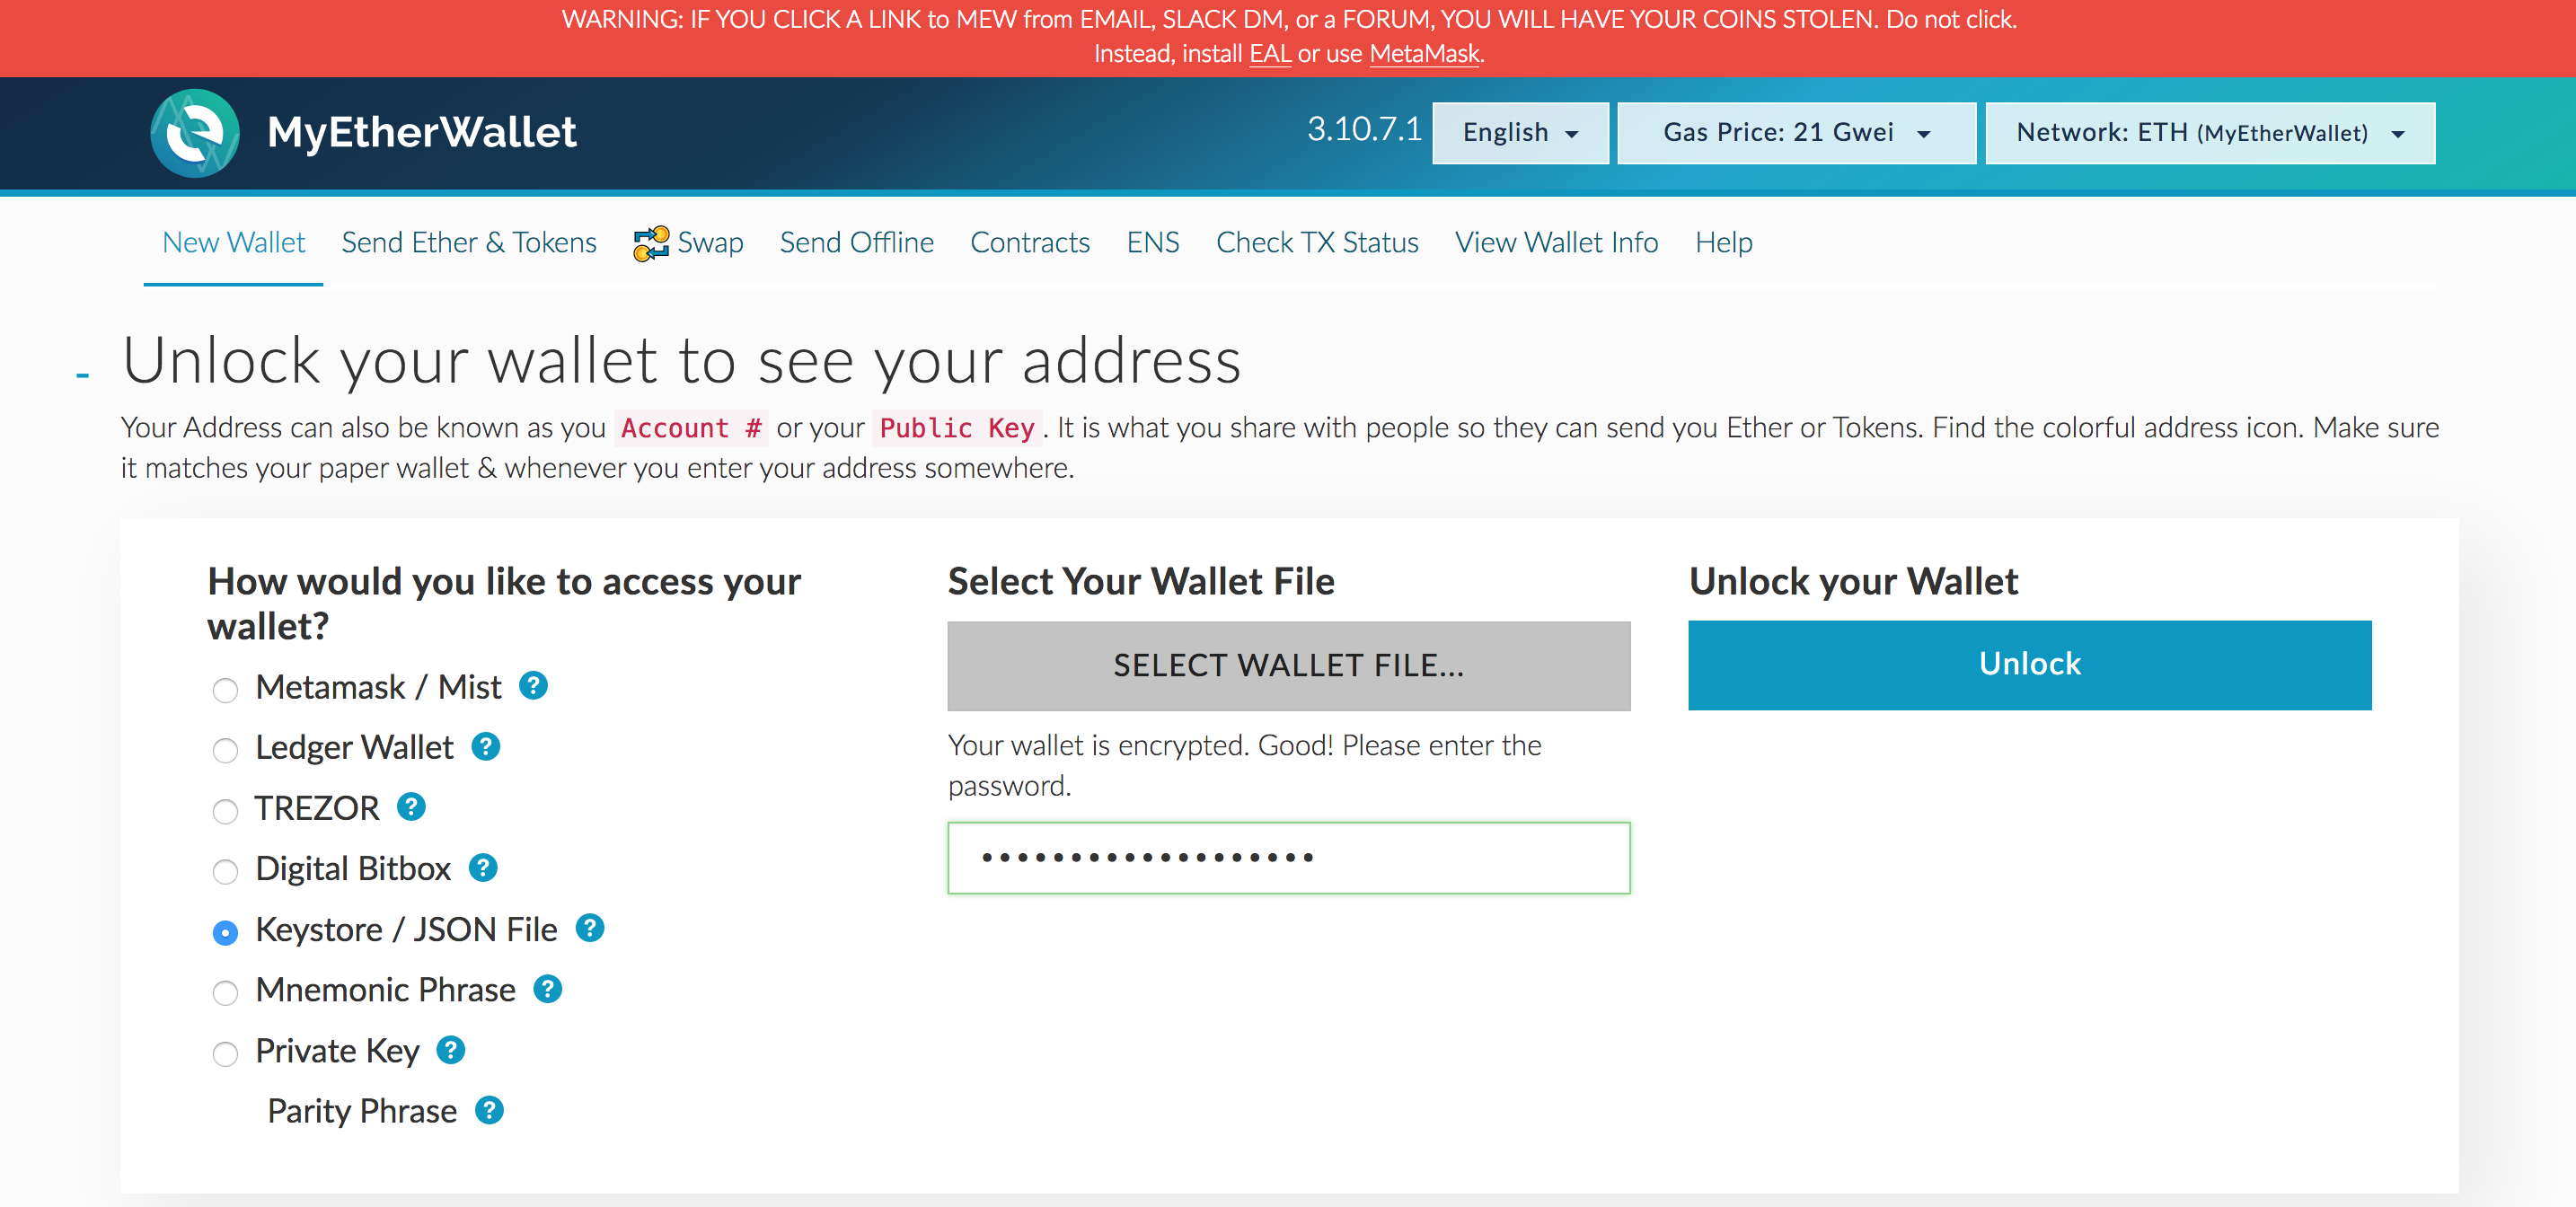 WARNING: IF YOU CLICK A LINK to MEW from EMAIL, SLACK DM, or a FORUM, YOU WILL HAVE YOUR COINS STOLEN. Do not click.
Instead, install EAL or use MetaMask.
MyEtherWallet
3.10.7.1 English Gas Price: 21 Gwei Network: ETH (MyEtherWallet)
New Wallet Send Ether & Tokens Swap Send Offline Contracts ENS Check TX Status View Wallet Info Help
- Unlock your wallet to see your address
Your Address can also be known as you Account # or your Public Key. It is what you share with people so they can send you Ether or Tokens. Find the colorful address icon. Make sure
it matches your paper wallet & whenever you enter your address somewhere.
How would you like to access your
wallet?
Metamask / Mist ?
Ledger Wallet ?
TREZOR ?
Digital Bitbox ?
Keystore / JSON File ?
Mnemonic Phrase ?
Private Key ?
Parity Phrase ?
Select Your Wallet File
SELECT WALLET FILE...
Your wallet is encrypted. Good! Please enter the
password.
•••••••••••••••••••
Unlock your Wallet
Unlock